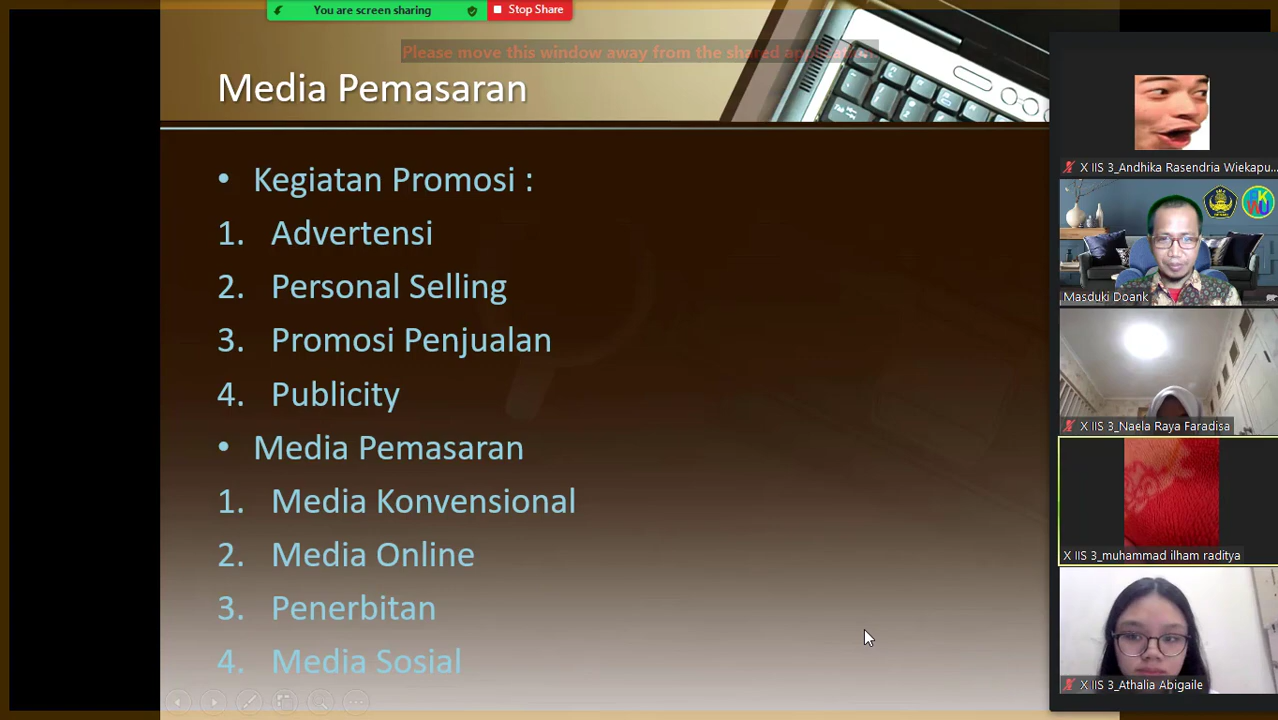 You are screen sharing
Stop Share
Please move this window away from the shared application
Media Pemasaran
• Kegiatan Promosi :
1. Advertensi
2. Personal Selling
3. Promosi Penjualan
4. Publicity
• Media Pemasaran
1. Media Konvensional
2. Media Online
3. Penerbitan
4. Media Sosial
X IIS 3_Andhika Rasendria Wiekapu...
KWU
Masduki Doank
X IIS 3_Naela Raya Faradisa
X IIS 3_muhammad ilham raditya
X IIS 3_Athalia Abigaile